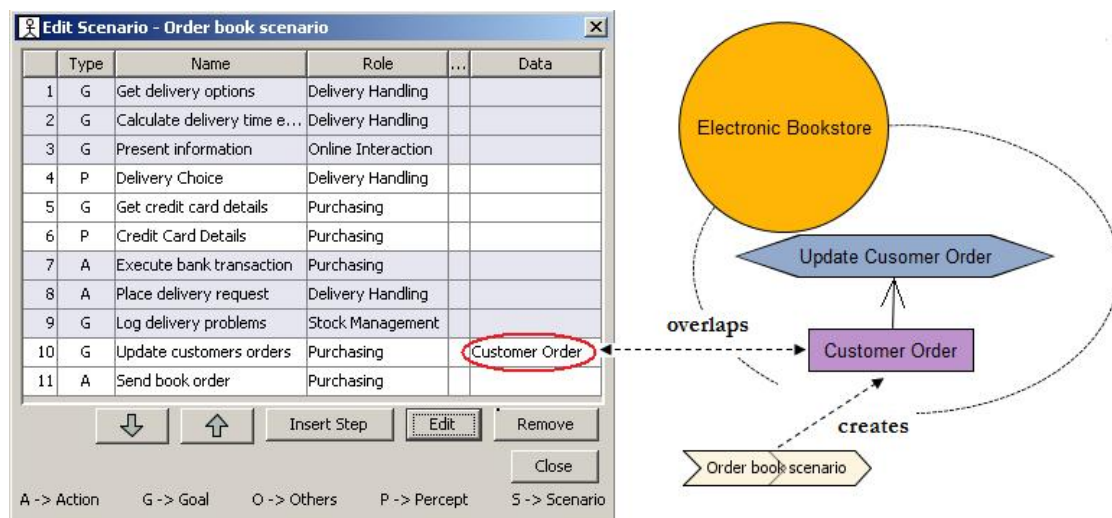 Edit Scenario - Order book scenario
Type Name Role ... Data
1 G Get delivery options Delivery Handling
2 G Calculate delivery time e... Delivery Handling
3 G Present information Online Interaction
4 P Delivery Choice Delivery Handling
5 G Get credit card details Purchasing
6 P Credit Card Details Purchasing
7 A Execute bank transaction Purchasing
8 A Place delivery request Delivery Handling
9 G Log delivery problems Stock Management
10 G Update customers orders Purchasing Customer Order
11 A Send book order Purchasing
Insert Step Edit Remove
Close
A -> Action G -> Goal O -> Others P -> Percept S -> Scenario
Electronic Bookstore
Update Cusomer Order
overlaps
Customer Order
creates
Order book scenario